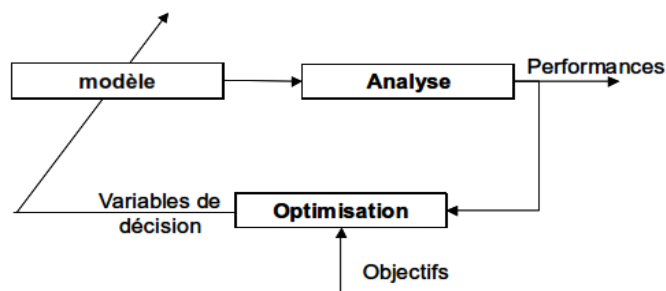 modèle
Analyse
Performances
Variables de
décision
Optimisation
Objectifs